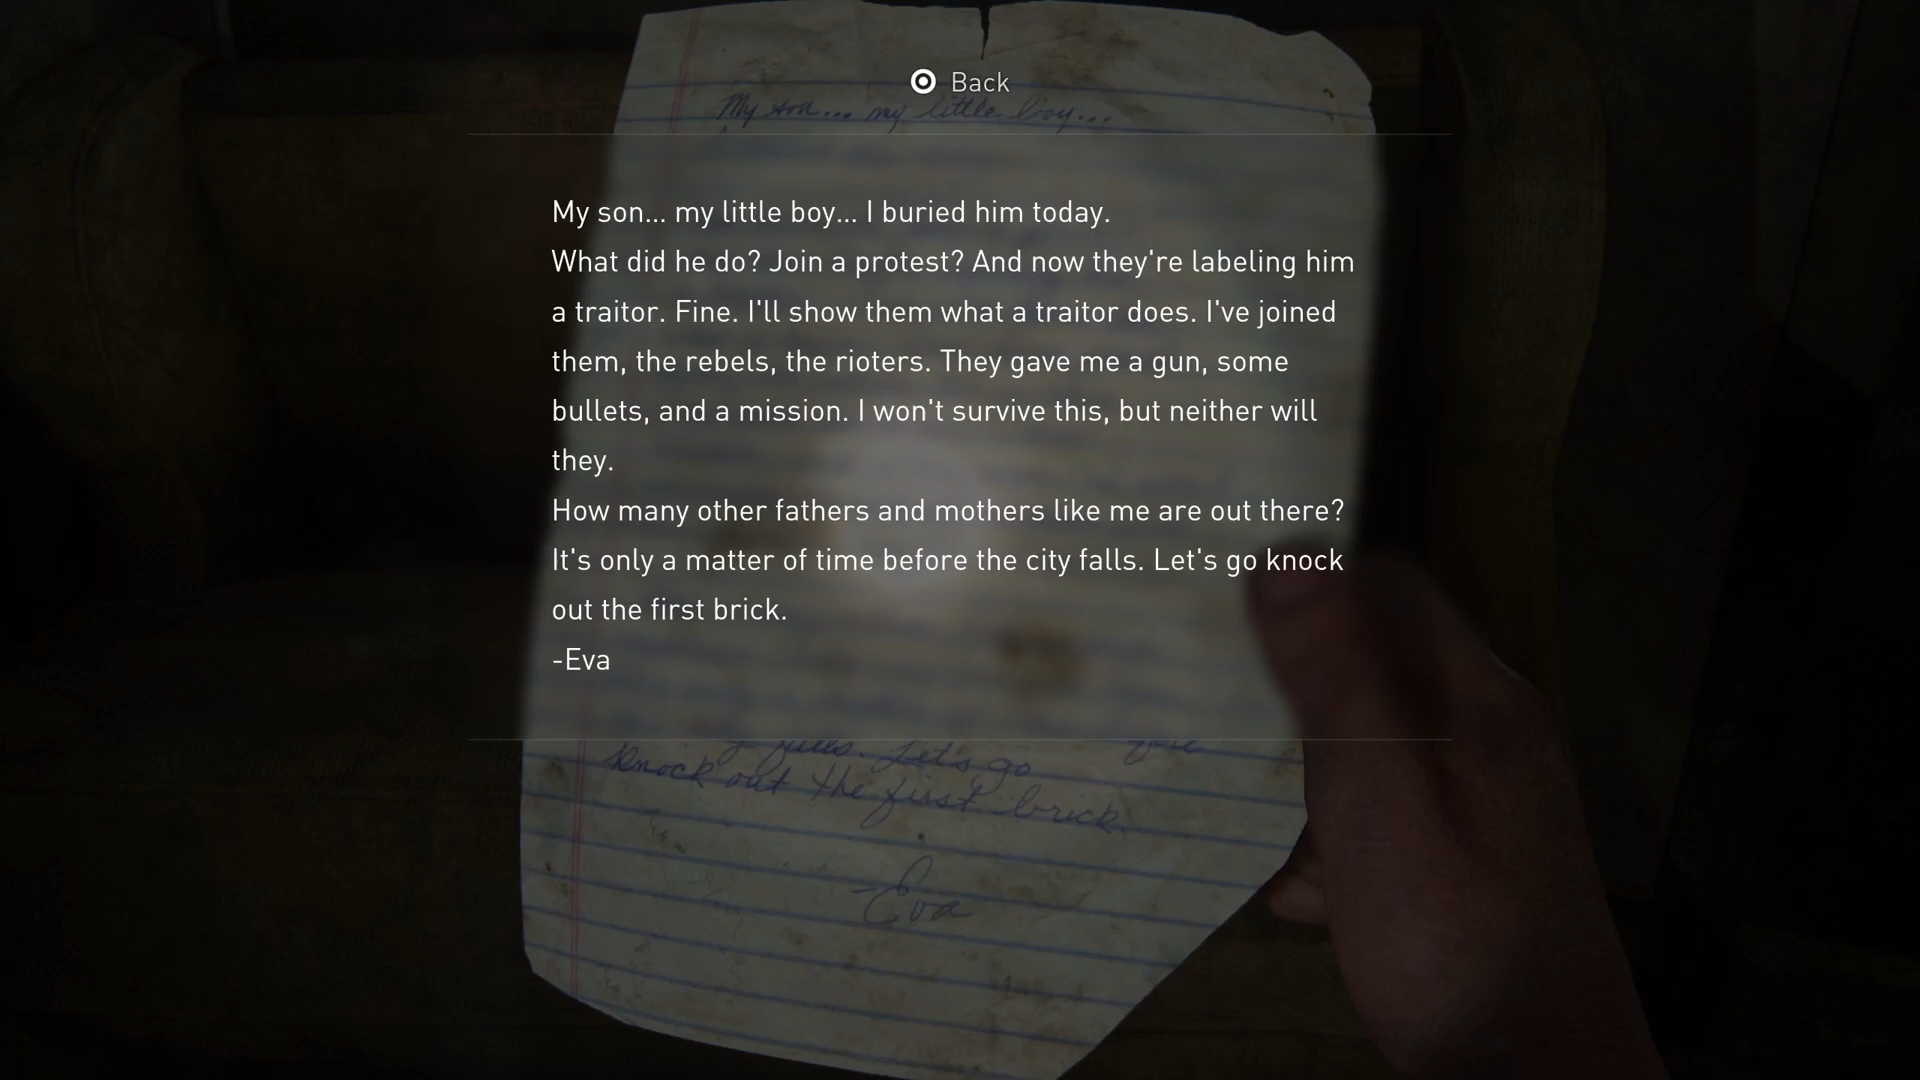 Back
My son... my little boy...
My son... my little boy... I buried him today.
What did he do? Join a protest? And now they're labeling him
a traitor. Fine. I'll show them what a traitor does. I've joined
them, the rebels, the rioters. They gave me a gun, some
bullets, and a mission. I won't survive this, but neither will
they.
How many other fathers and mothers like me are out there?
It's only a matter of time before the city falls. Let's go knock
out the first brick.
-Eva
falls. Let's go
knock out the first brick.
-Eva